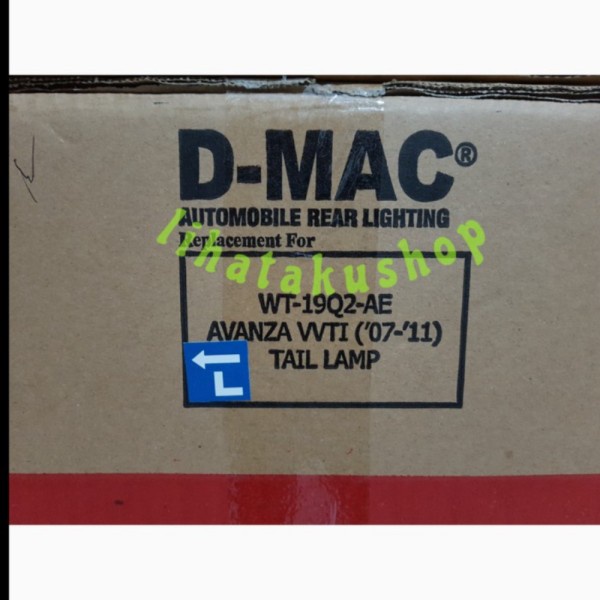 D-MAC®
AUTOMOBILE REAR LIGHTING
Replacement For
lihatakushop
WT-19Q2-AE
AVANZA VVTI ('07-'11)
TAIL LAMP
L